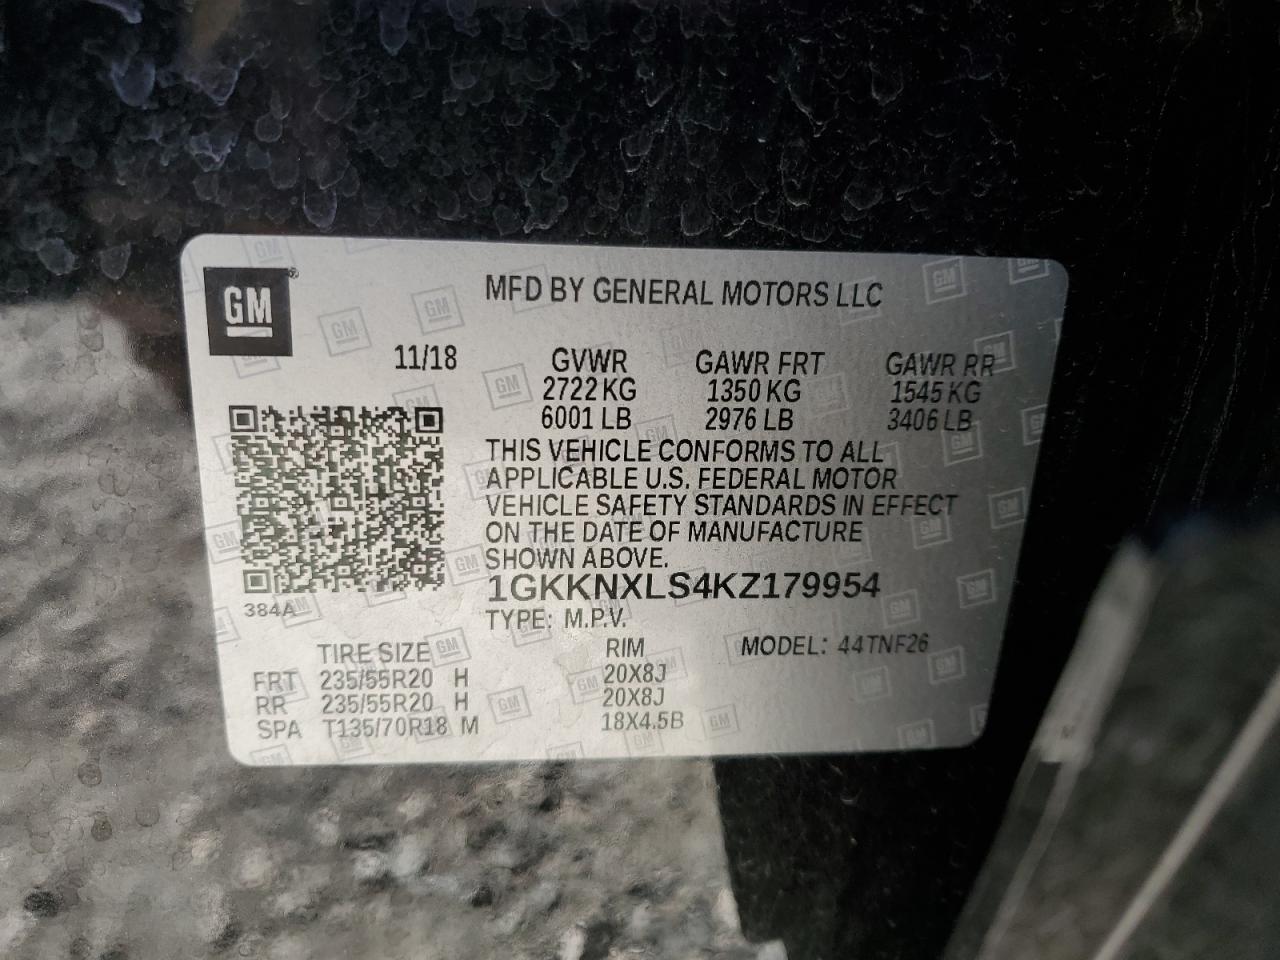 GM®
MFD BY GENERAL MOTORS LLC
11/18 GVWR GAWR FRT GAWR RR
2722 KG 1350 KG 1545 KG
6001 LB 2976 LB 3406 LB
THIS VEHICLE CONFORMS TO ALL
APPLICABLE U.S. FEDERAL MOTOR
VEHICLE SAFETY STANDARDS IN EFFECT
ON THE DATE OF MANUFACTURE
SHOWN ABOVE.
1GKKNXLS4KZ179954
384A
TYPE: M.P.V.
TIRE SIZE RIM MODEL: 44TNF26
FRT 235/55R20 H 20X8J
RR 235/55R20 H 20X8J
SPA T135/70R18 M 18X4.5B